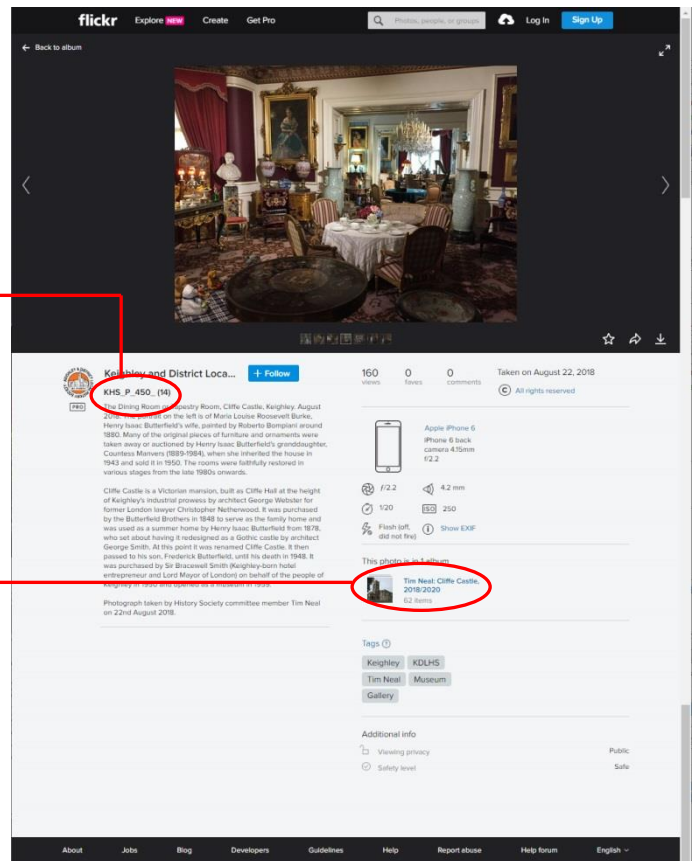 flickr Explore NEW Create Get Pro Photos, people, or groups Log In Sign Up
← Back to album
Keighley and District Loca... + Follow
PRO
KHS_P_450_ (14)
The Dining Room or Tapestry Room, Cliffe Castle, Keighley. August
2018. The portrait on the left is of Marie Louise Roosevelt Burke,
Henry Isaac Butterfield's wife, painted by Roberto Bompiani around
1880. Many of the original pieces of furniture and ornaments were
taken away or auctioned by Henry Isaac Butterfield's granddaughter,
Countess Manvers (1889-1984), when she inherited the house in
1943 and sold it in 1950. The rooms were faithfully restored in
various stages from the late 1980s onwards.
Cliffe Castle is a Victorian mansion, built as Cliffe Hall at the height
of Keighley's industrial prowess by architect George Webster for
former London lawyer Christopher Netherwood. It was purchased
by the Butterfield Brothers in 1848 to serve as the family home and
was used as a summer home by Henry Isaac Butterfield from 1878,
who set about having it redesigned as a Gothic castle by architect
George Smith. At this point it was renamed Cliffe Castle. It then
passed to his son, Frederick Butterfield, until his death in 1948. It
was purchased by Sir Bracewell Smith (Keighley-born hotel
entrepreneur and Lord Mayor of London) on behalf of the people of
Keighley in 1950 and opened as a museum in 1959.
Photograph taken by History Society committee member Tim Neal
on 22nd August 2018.
160 0 0
views faves comments
Taken on August 22, 2018
© All rights reserved
Apple iPhone 6
iPhone 6 back
camera 4.15mm
f/2.2
ƒ/2.2 4.2 mm
1/20 ISO 250
Flash (off,
did not fire)
Show EXIF
This photo is in 1 album
Tim Neal: Cliffe Castle,
2018/2020
62 items
Tags
Keighley KDLHS
Tim Neal Museum
Gallery
Additional info
Viewing privacy Public
Safety level Safe
About Jobs Blog Developers Guidelines Help Report abuse Help forum English